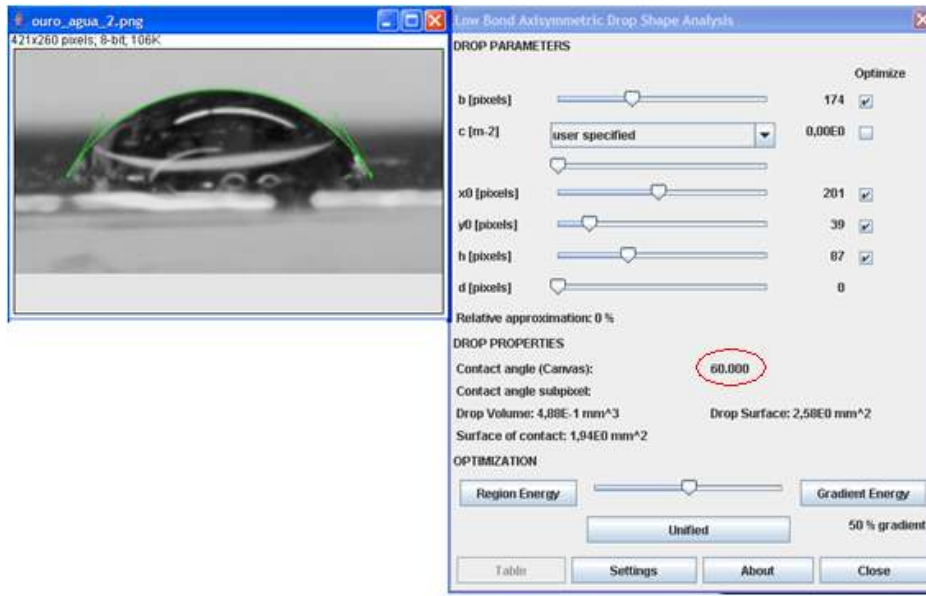 ouro_agua_2.png
421x260 pixels; 8-bit; 106K
Low Bond Axisymmetric Drop Shape Analysis
DROP PARAMETERS
Optimize
b [pixels] 174
c [m-2] user specified 0,00E0
x0 [pixels] 201
y0 [pixels] 39
h [pixels] 87
d [pixels] 0
Relative approximation: 0 %
DROP PROPERTIES
Contact angle (Canvas): 60.000
Contact angle subpixel:
Drop Volume: 4,88E-1 mm^3 Drop Surface: 2,58E0 mm^2
Surface of contact: 1,94E0 mm^2
OPTIMIZATION
Region Energy Gradient Energy
Unified 50 % gradient
Table Settings About Close